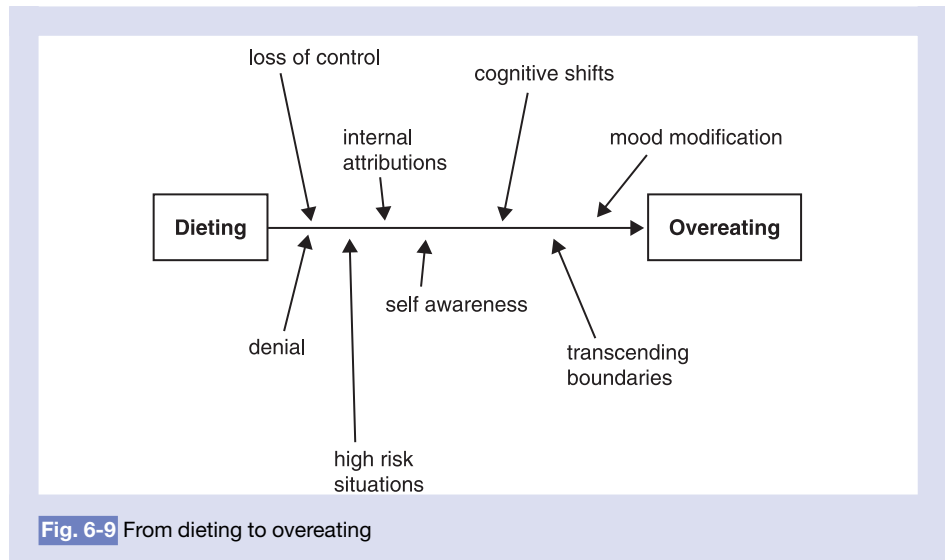 loss of control
cognitive shifts
internal
attributions
mood modification
Dieting
Overeating
self awareness
denial
transcending
boundaries
high risk
situations
Fig. 6-9 From dieting to overeating